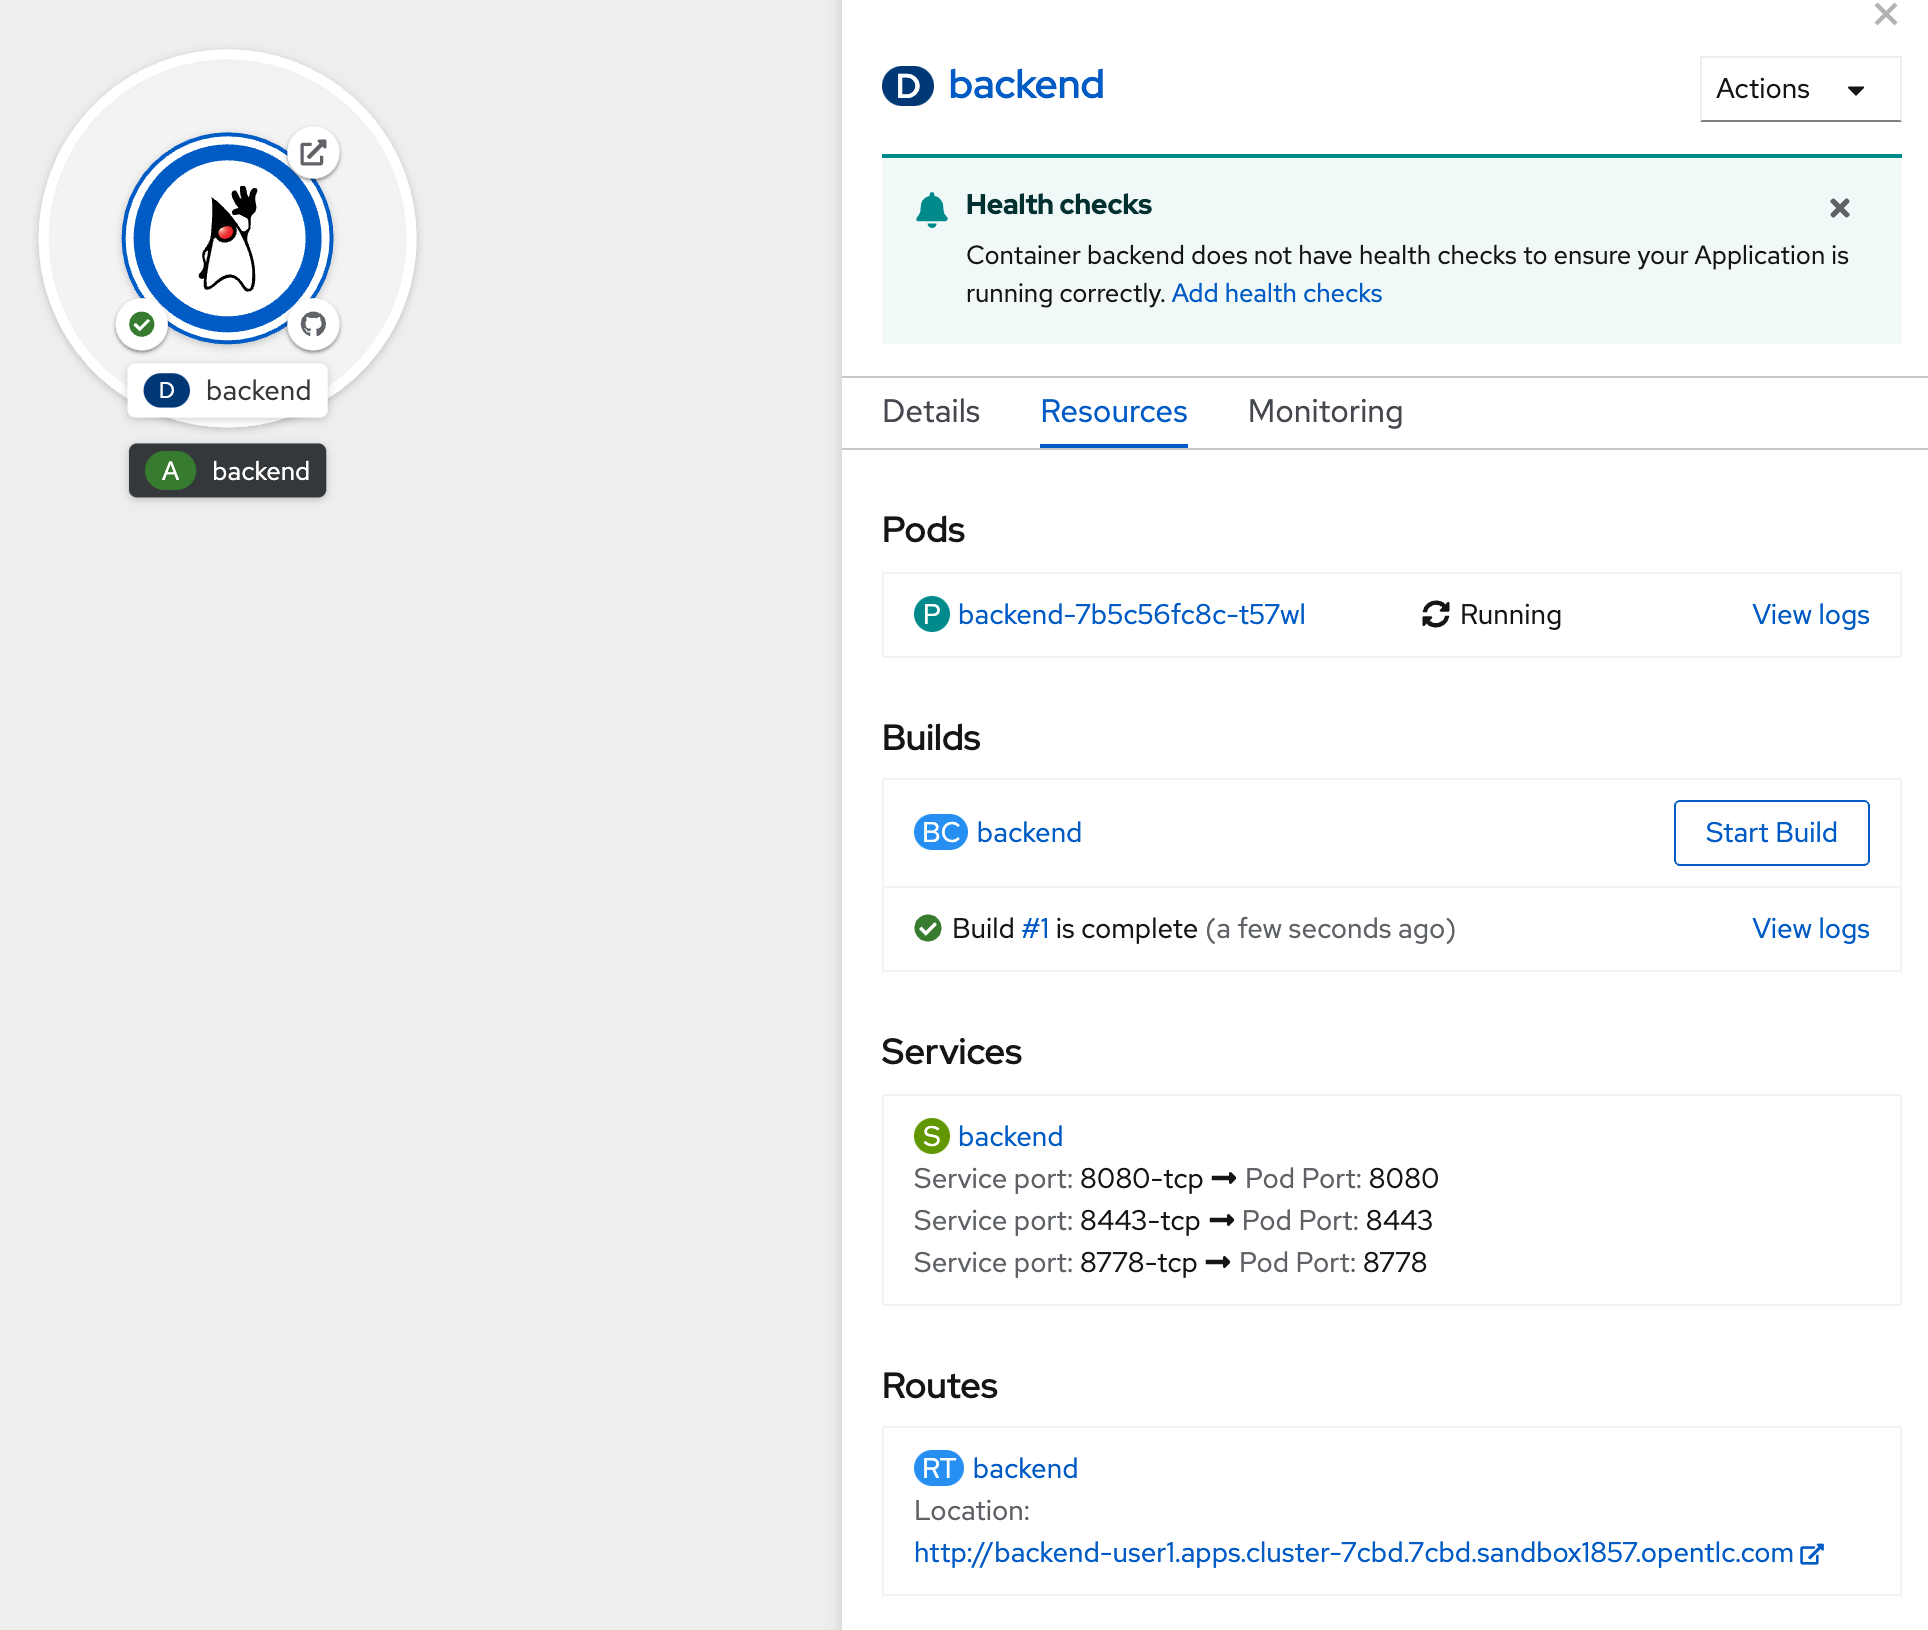 D backend
A backend
D backend
Actions
Health checks
Container backend does not have health checks to ensure your Application is
running correctly. Add health checks
Details Resources Monitoring
Pods
P backend-7b5c56fc8c-t57wl Running View logs
Builds
BC backend Start Build
Build #1 is complete (a few seconds ago) View logs
Services
S backend
Service port: 8080-tcp → Pod Port: 8080
Service port: 8443-tcp → Pod Port: 8443
Service port: 8778-tcp → Pod Port: 8778
Routes
RT backend
Location:
http://backend-user1.apps.cluster-7cbd.7cbd.sandbox1857.opentlc.com